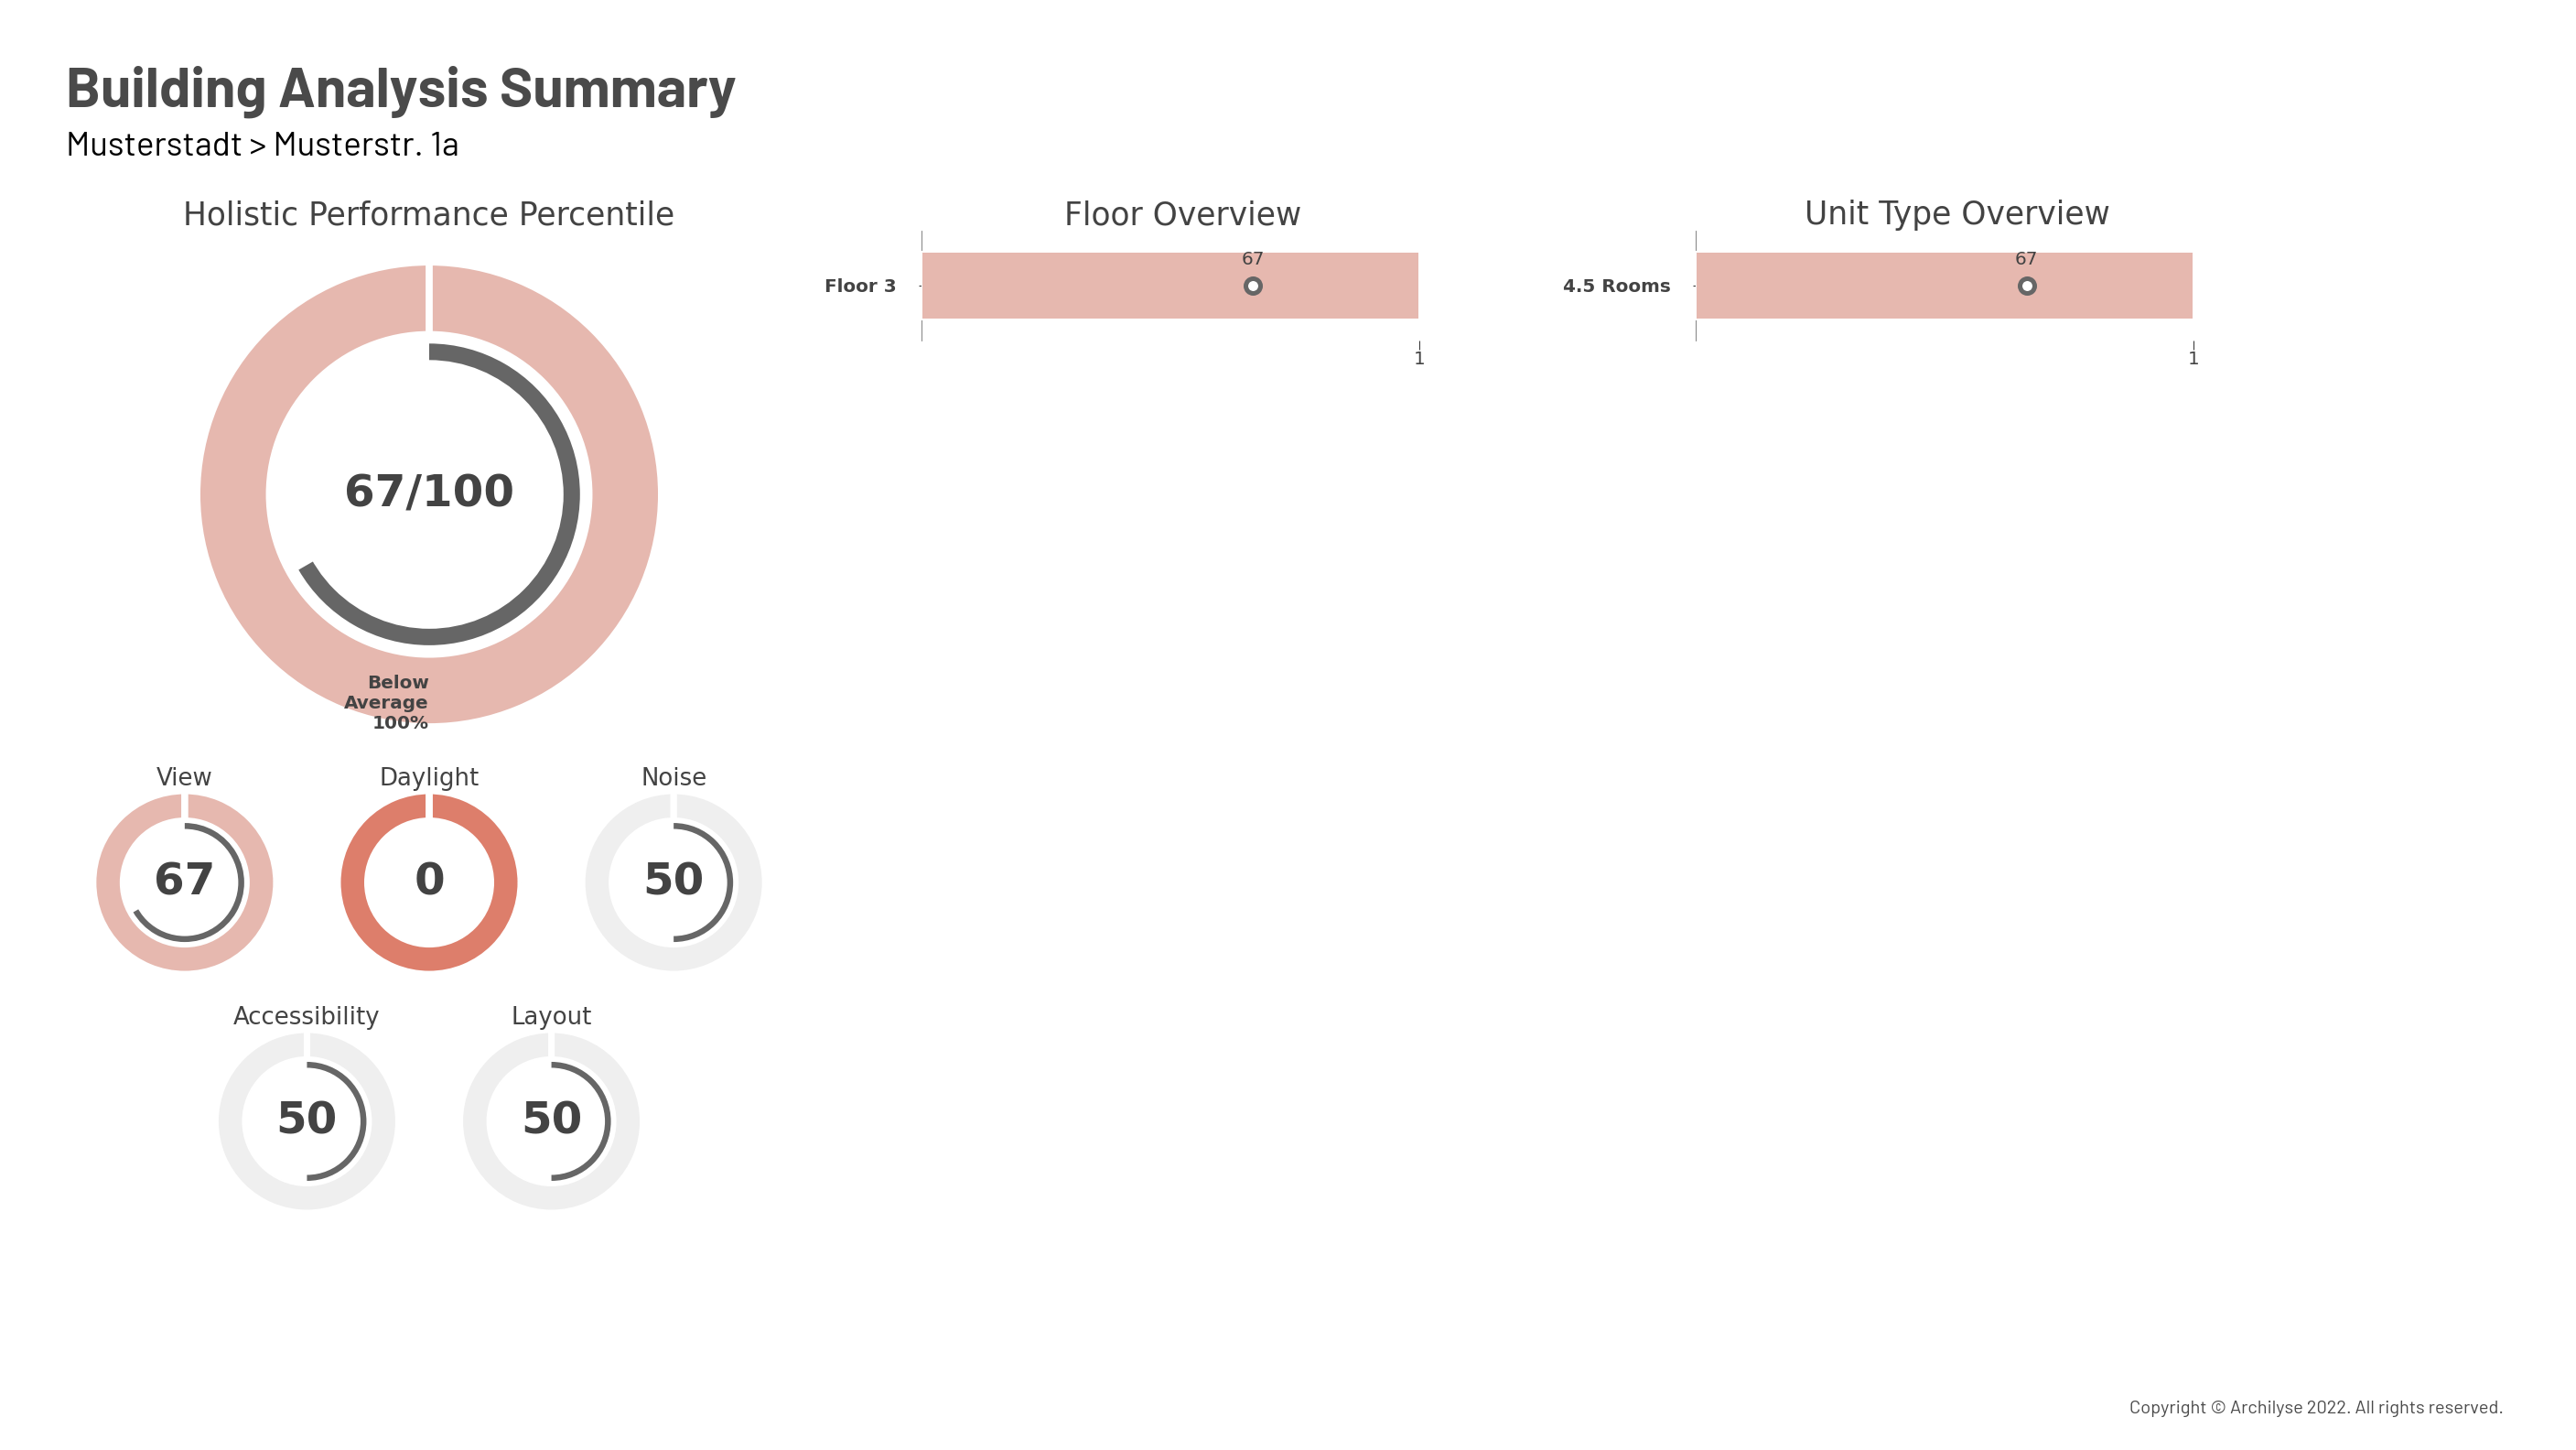 Building Analysis Summary
Musterstadt > Musterstr. 1a
Holistic Performance Percentile
67/100
Below
Average
100%
View
67
Daylight
0
Noise
50
Accessibility
50
Layout
50
Floor Overview
67
Floor 3
1
Unit Type Overview
67
4.5 Rooms
1
Copyright © Archilyse 2022. All rights reserved.